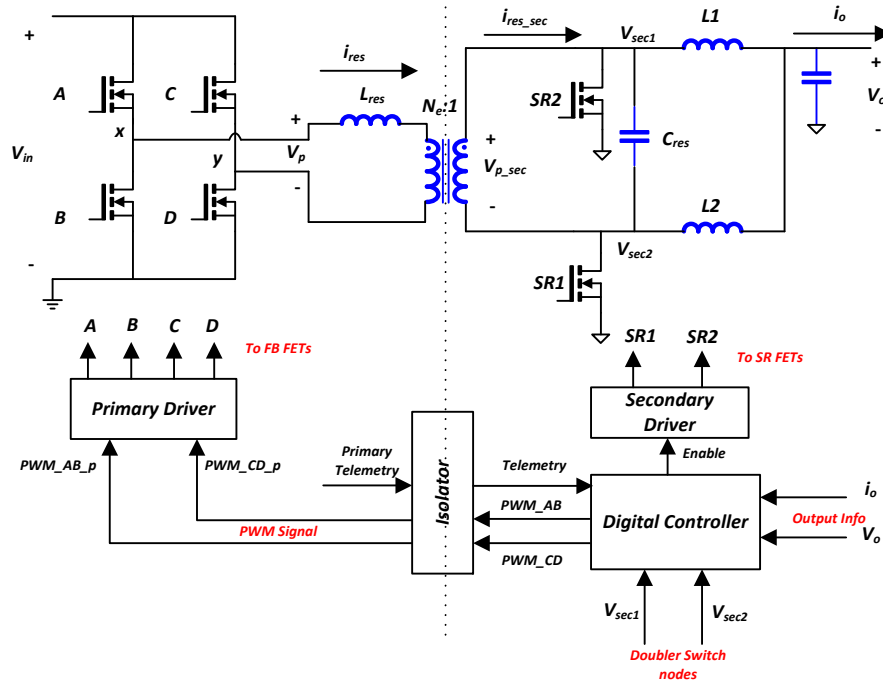 +
A
C
x
y
V_in
B
D
-
i_res
L_res
+
V_p
-
N_e:1
i_res_sec
V_sec1
L1
i_o
SR2
+
V_p_sec
-
C_res
L2
V_sec2
SR1
+
V_o
-
A B C D
To FB FETs
Primary Driver
PWM_AB_p
PWM_CD_p
PWM Signal
Primary
Telemetry
Isolator
Telemetry
PWM_AB
PWM_CD
SR1 SR2
To SR FETs
Secondary
Driver
Enable
Digital Controller
i_o
Output Info
V_o
V_sec1
V_sec2
Doubler Switch
nodes